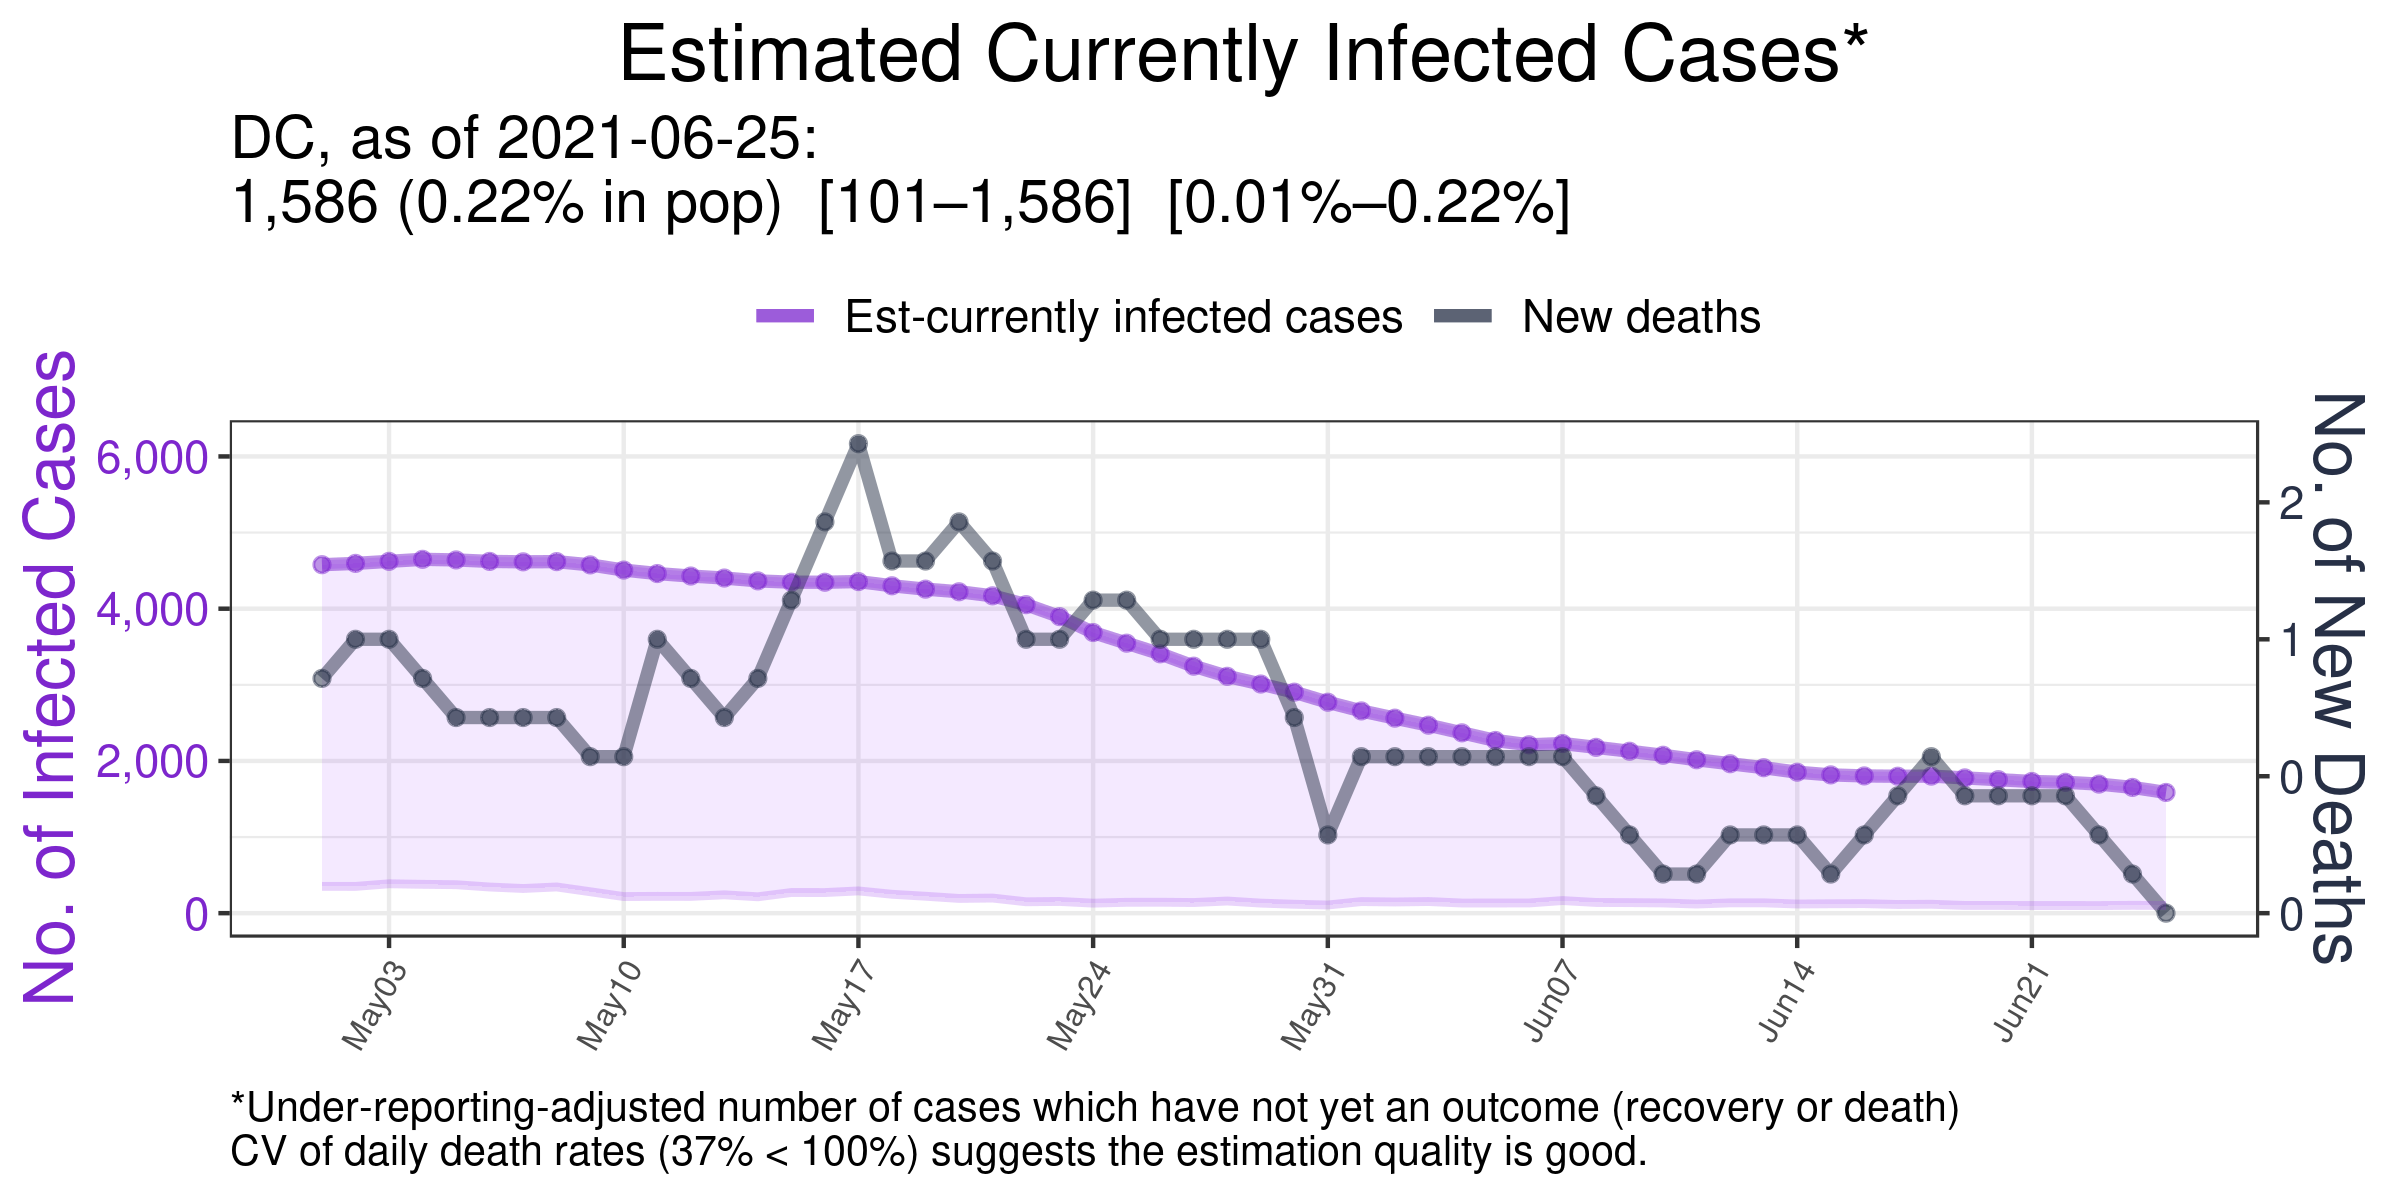 Estimated Currently Infected Cases*
DC, as of 2021-06-25:
1,586 (0.22% in pop)  [101–1,586]  [0.01%–0.22%]
Est-currently infected cases
New deaths
No. of Infected Cases
6,000
4,000
2,000
0
No. of New Deaths
2
1
0
0
May03
May10
May17
May24
May31
Jun07
Jun14
Jun21
*Under-reporting-adjusted number of cases which have not yet an outcome (recovery or death)
CV of daily death rates (37% < 100%) suggests the estimation quality is good.